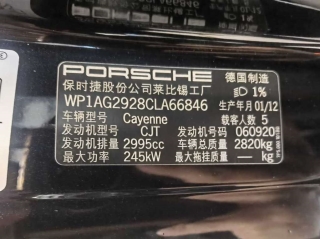 PORSCHE 德国制造
保时捷股份公司莱比锡工厂 1%
WP1AG2928CLA66846 生产年月 01/12
车辆型号 Cayenne 载客人数 5
发动机型号 CJT 发动机号 060920
发动机排量 2995cc 最大总质量 2820kg
最大功率 245kW 最大拖挂质量 — kg